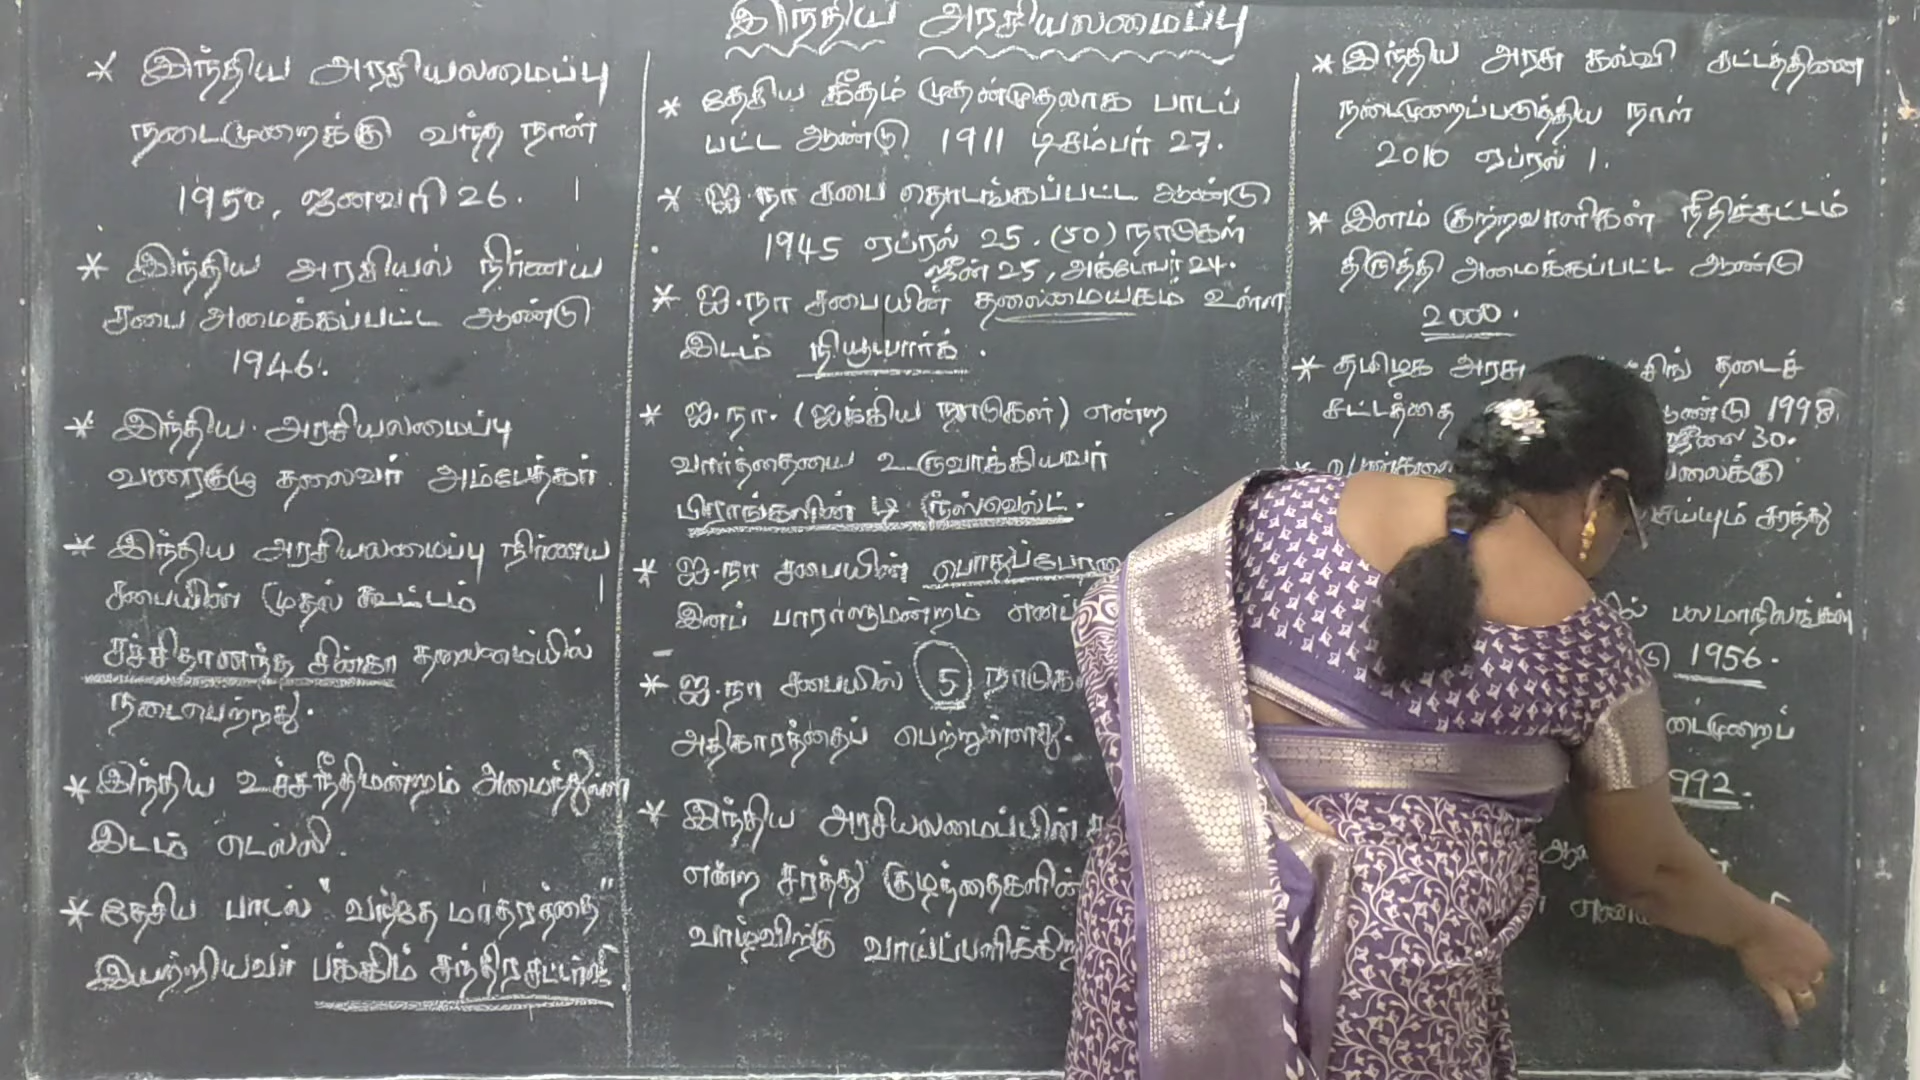 இந்திய அரசியலமைப்பு
* இந்திய அரசியலமைப்பு
நடைமுறைக்கு வந்த நாள்
1950, ஜனவரி 26.
* இந்திய அரசியல் நிர்ணய
சபை அமைக்கப்பட்ட ஆண்டு
1946.
* இந்திய அரசியலமைப்பு
வரைகுழு தலைவர் அம்பேத்கர்
* இந்திய அரசியலமைப்பு நிர்ணய
சபையின் முதல் கூட்டம்
சச்சிதானந்த சின்கா தலைமையில்
நடைபெற்றது.
* இந்திய உச்சநீதிமன்றம் அமைந்துள்ள
இடம் டெல்லி.
* தேசிய பாடல் "வந்தே மாதரத்தை"
இயற்றியவர் பக்கிம் சந்திர சட்டர்ஜி.
* தேசிய கீதம் முதன்முதலாக பாடப்
பட்ட ஆண்டு 1911 டிசம்பர் 27.
* ஐ.நா சபை தொடங்கப்பட்ட ஆண்டு
1945 ஏப்ரல் 25. (50) நாடுகள்
ஜீன் 25, அக்டோபர் 24.
* ஐ.நா சபையின் தலைமையகம் உள்ள
இடம் நியூயார்க்.
* ஐ.நா. (ஐக்கிய நாடுகள்) என்ற
வார்த்தையை உருவாக்கியவர்
பிராங்களின் டி ரூஸ்வெல்ட்.
* ஐ.நா சபையின்
இனப் பாராளுமன்றம்
* ஐ.நா சபையில் 5
அதிகாரத்தைப் பெற்றுள்ளது.
* இந்திய அரசியலமைப்பின்
என்ற சரத்து குழந்தைகளின்
வாழ்விற்கு
* இந்திய அரசு கல்வி சட்டத்தினை
நடைமுறைப்படுத்திய நாள்
2010 ஏப்ரல் 1.
* இளம் குற்றவாளிகள் நீதிச்சட்டம்
திருத்தி அமைக்கப்பட்ட ஆண்டு
2000.
* தமிழக அரசு தடைச்
சட்டத்தை 1998.
ஜீலை 30.
சரத்து
பல மாநிலங்கள்
1956.